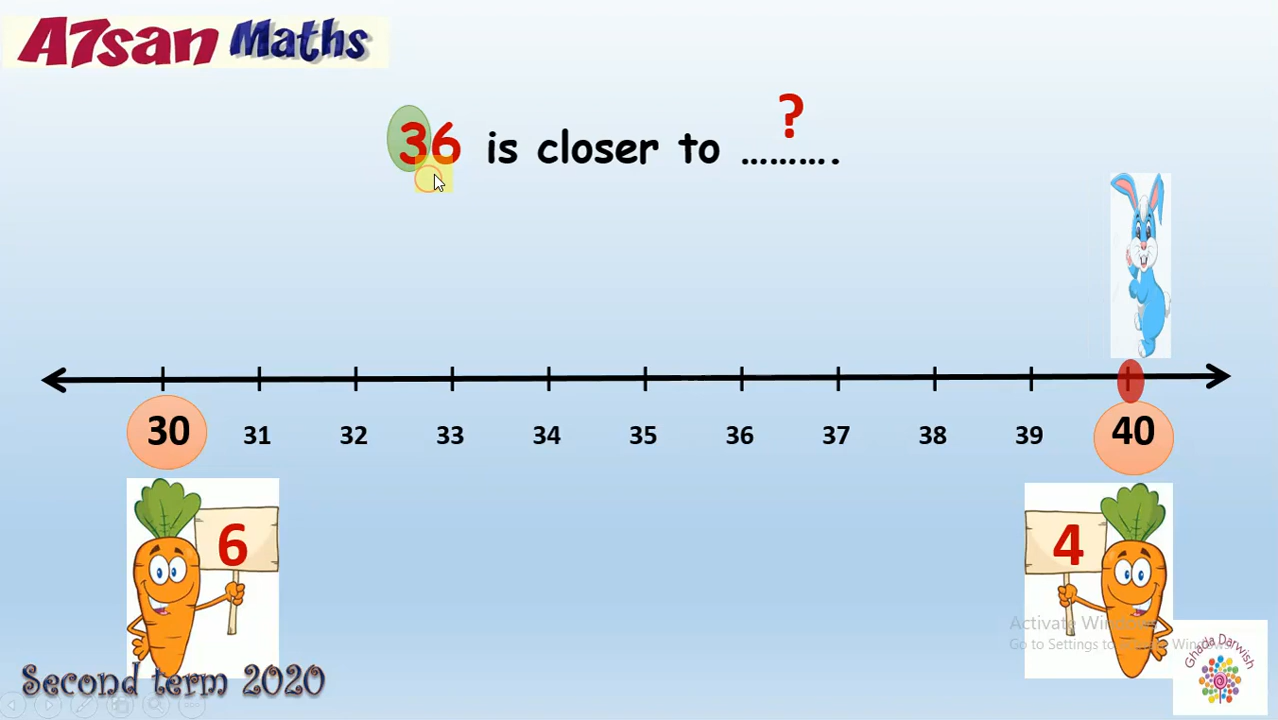 A7san Maths
?
36 is closer to ..........
30 31 32 33 34 35 36 37 38 39 40
6
4
Activate Windows
Go to Settings to activate Windows.
Ghada Darwish
Second term 2020